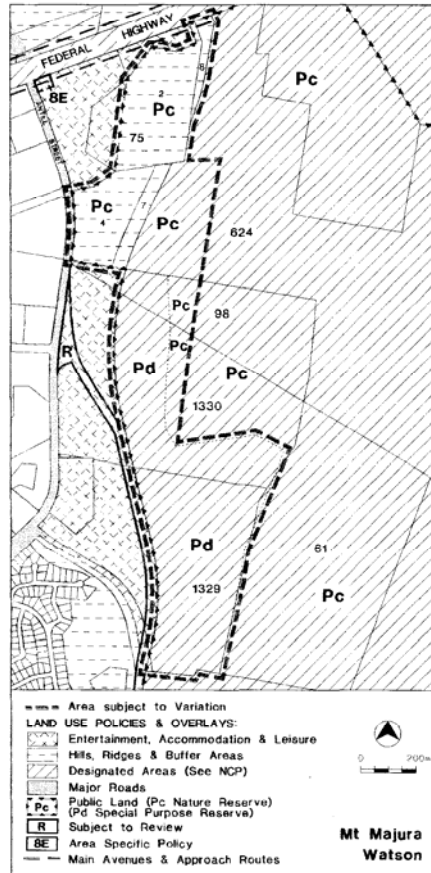 FEDERAL HIGHWAY
8E
ANTILL STREET
2
Pc
8
Pc
75
Pc
4
7
Pc
624
Pc
98
Pc
R
Pd
Pc
1330
Pd
1329
61
Pc
Area subject to Variation
LAND USE POLICIES & OVERLAYS:
Entertainment, Accommodation & Leisure
Hills, Ridges & Buffer Areas
Designated Areas (See NCP)
Major Roads
Pc Public Land (Pc Nature Reserve)
(Pd Special Purpose Reserve)
R Subject to Review
8E Area Specific Policy
Main Avenues & Approach Routes
0 200m
Mt Majura
Watson